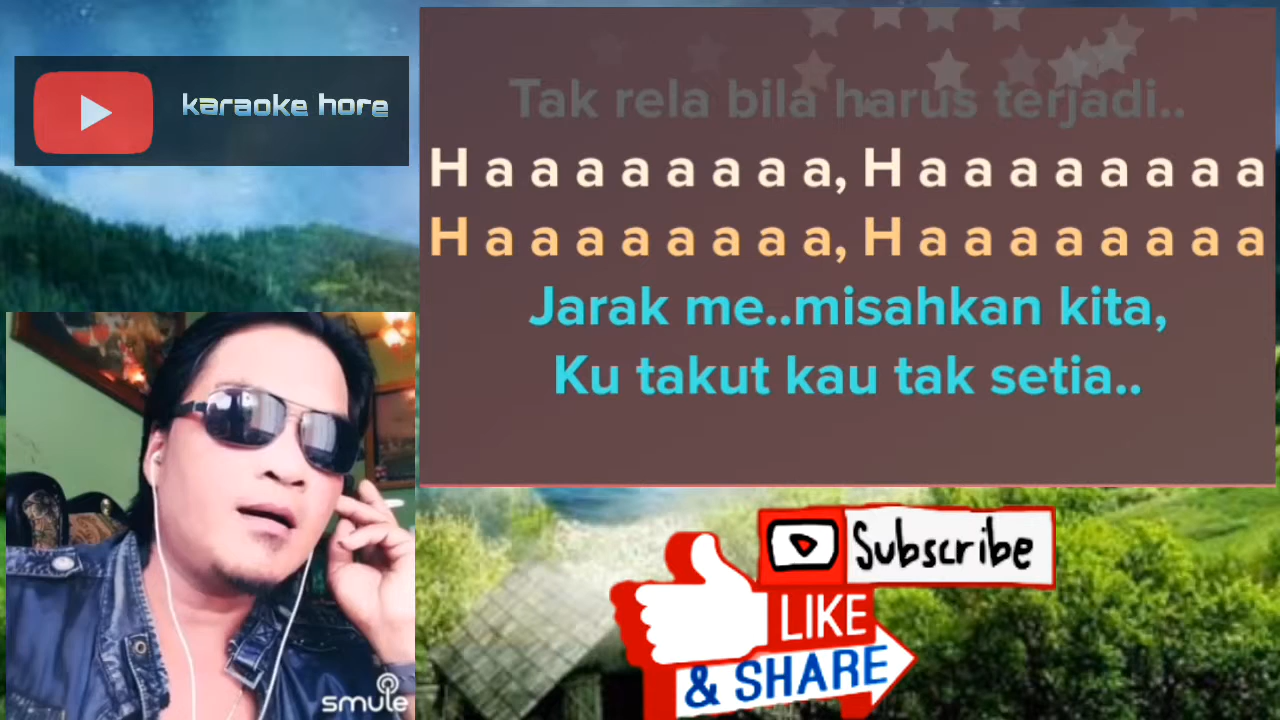 karaoke hore
Tak rela bila harus terjadi..
H a a a a a a a a, H a a a a a a a a
H a a a a a a a a, H a a a a a a a a
Jarak me..misahkan kita,
Ku takut kau tak setia..
Subscribe
LIKE
& SHARE
smule